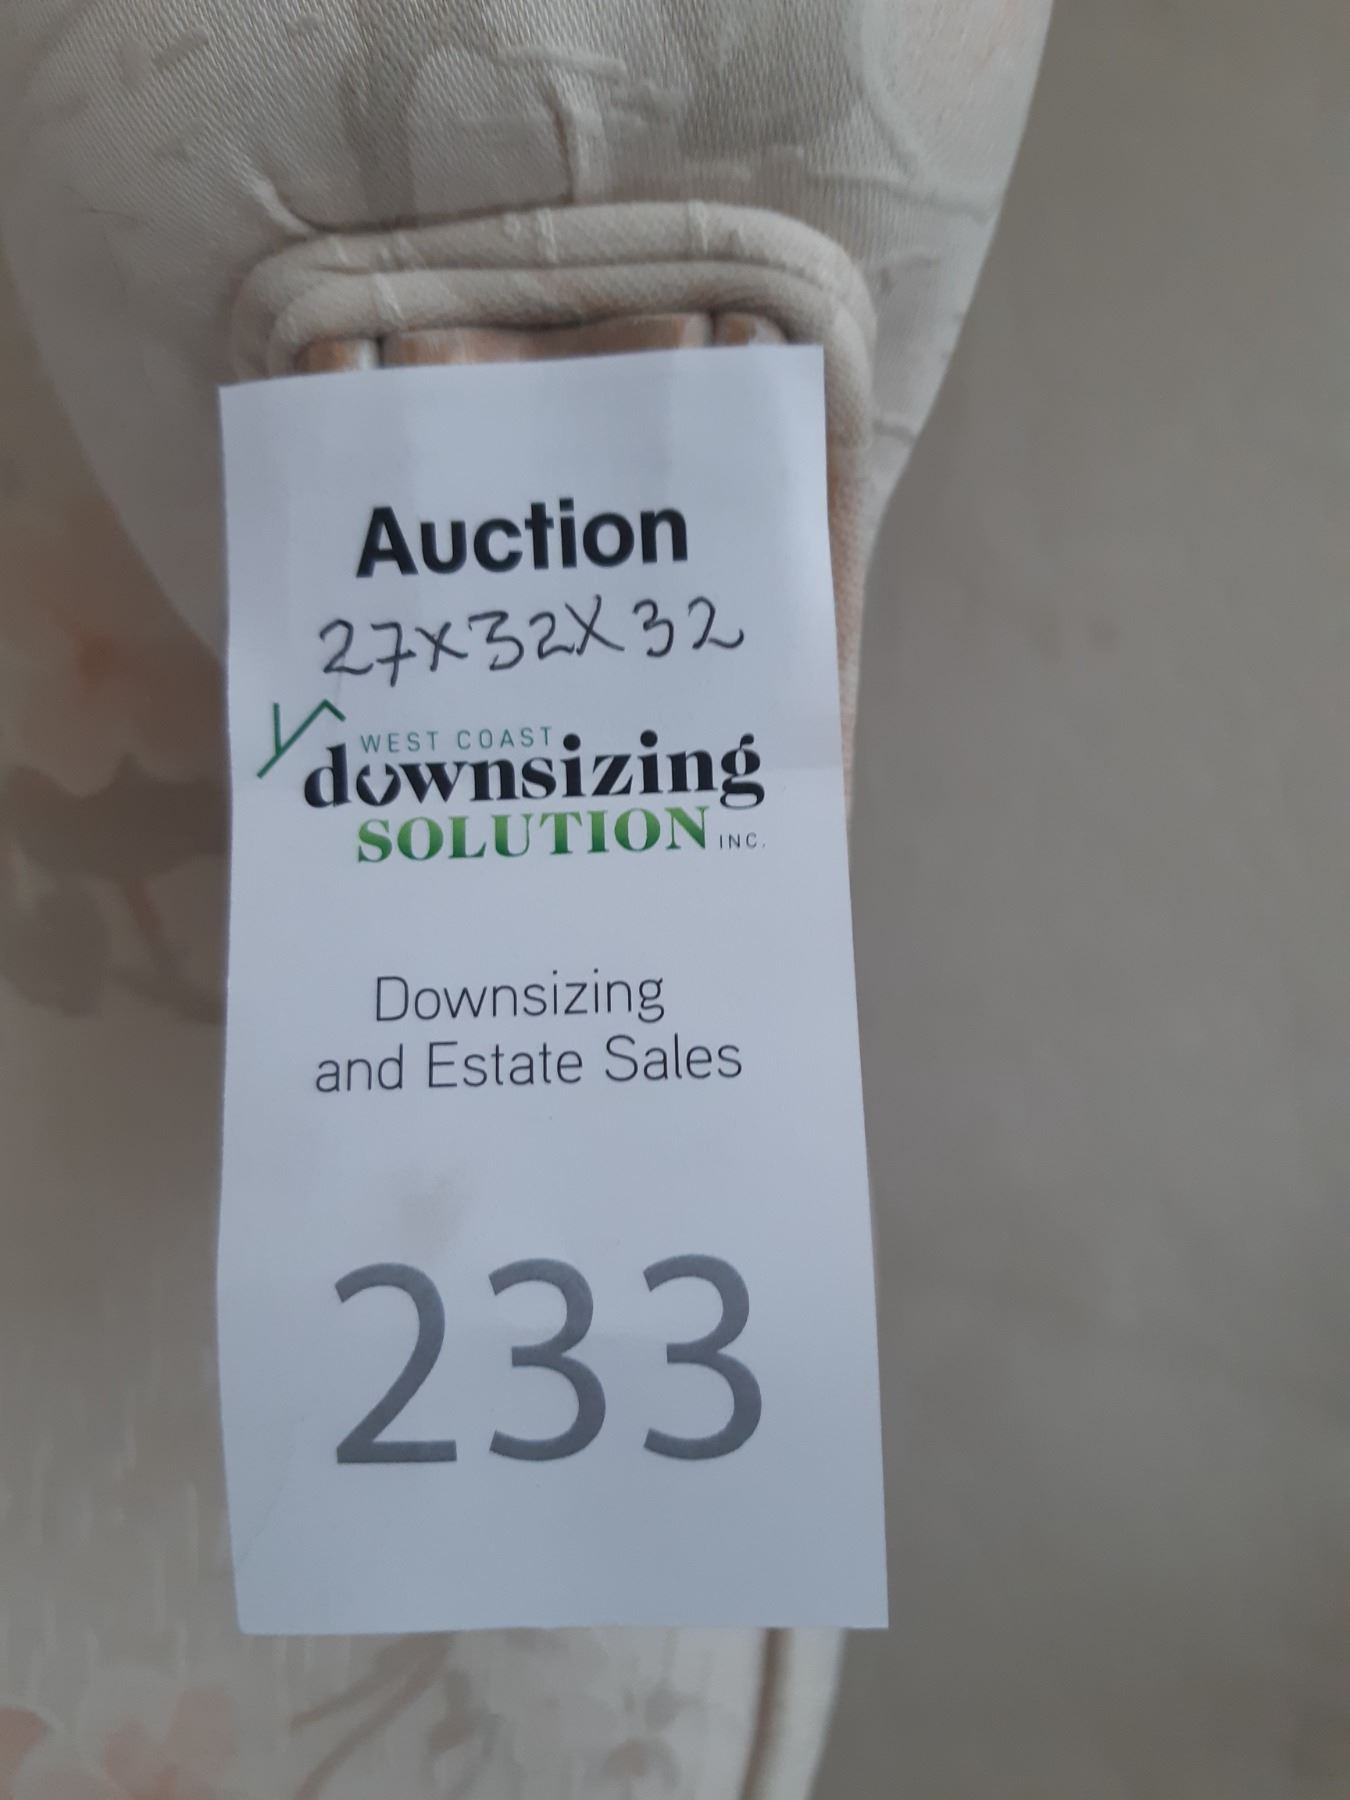 Auction
27x32x32
WEST COAST
downsizing
SOLUTION INC.
Downsizing
and Estate Sales
233